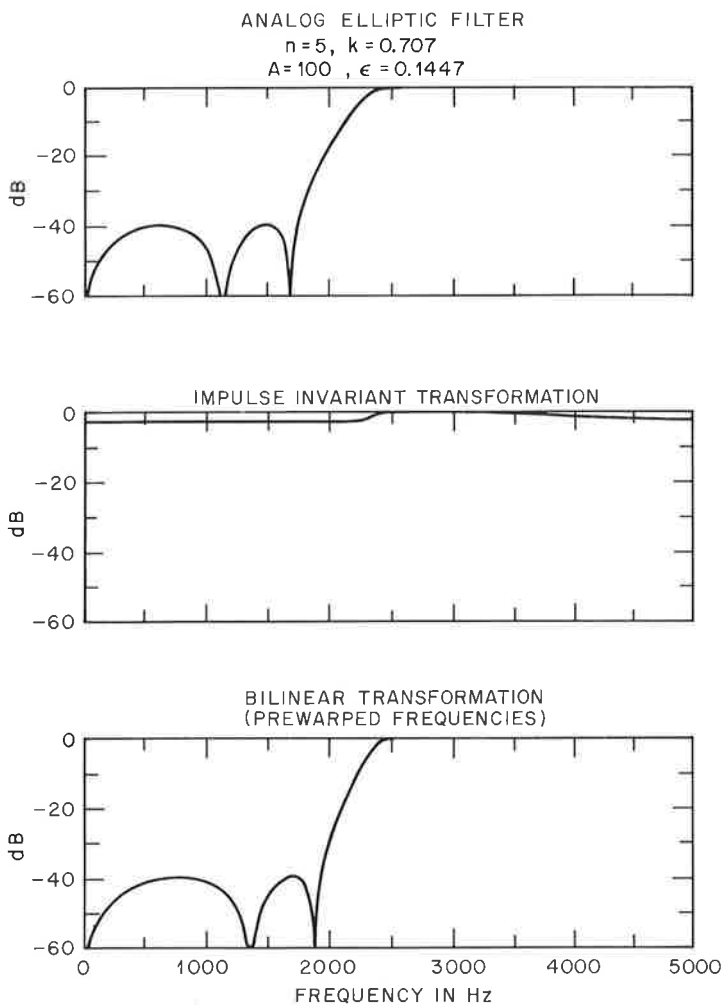 ANALOG ELLIPTIC FILTER
n=5, k=0.707
A=100 , ϵ=0.1447
0
-20
-40
-60
dB
IMPULSE INVARIANT TRANSFORMATION
0
-20
-40
-60
dB
BILINEAR TRANSFORMATION
(PREWARPED FREQUENCIES)
0
-20
-40
-60
dB
0 1000 2000 3000 4000 5000
FREQUENCY IN Hz